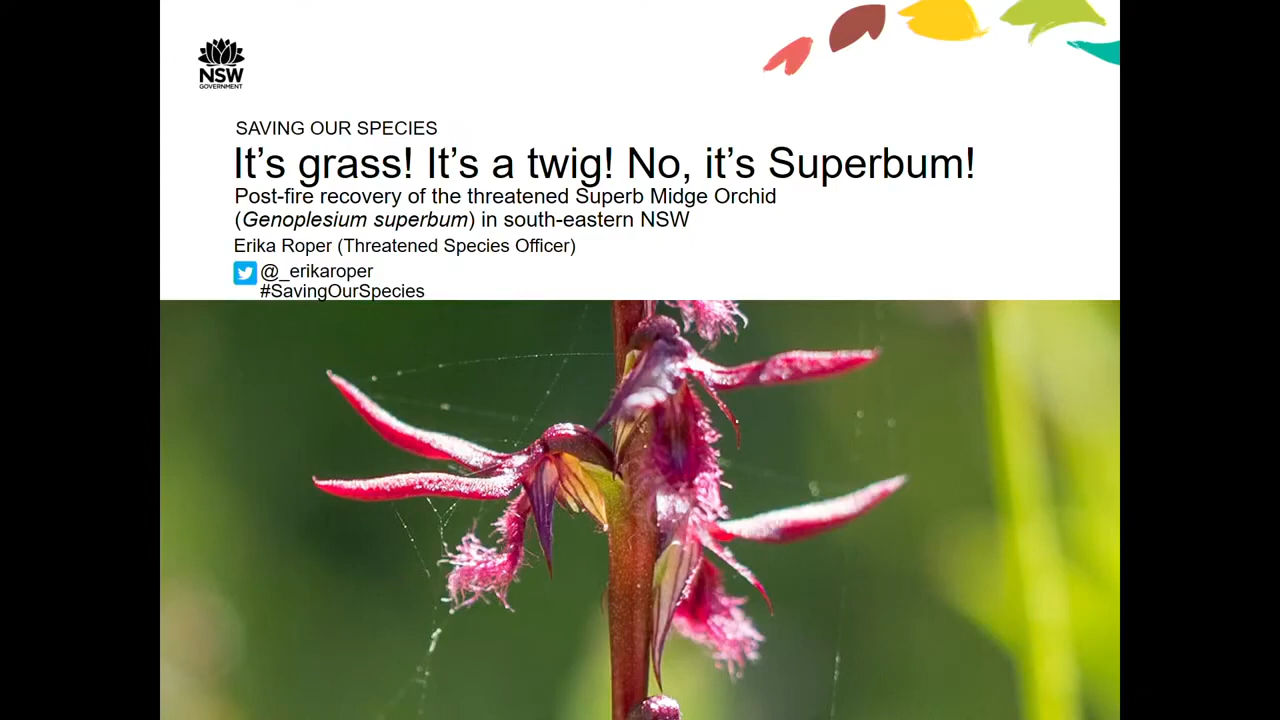 NSW
GOVERNMENT
SAVING OUR SPECIES
It’s grass! It’s a twig! No, it’s Superbum!
Post-fire recovery of the threatened Superb Midge Orchid
(Genoplesium superbum) in south-eastern NSW
Erika Roper (Threatened Species Officer)
@_erikaroper
#SavingOurSpecies